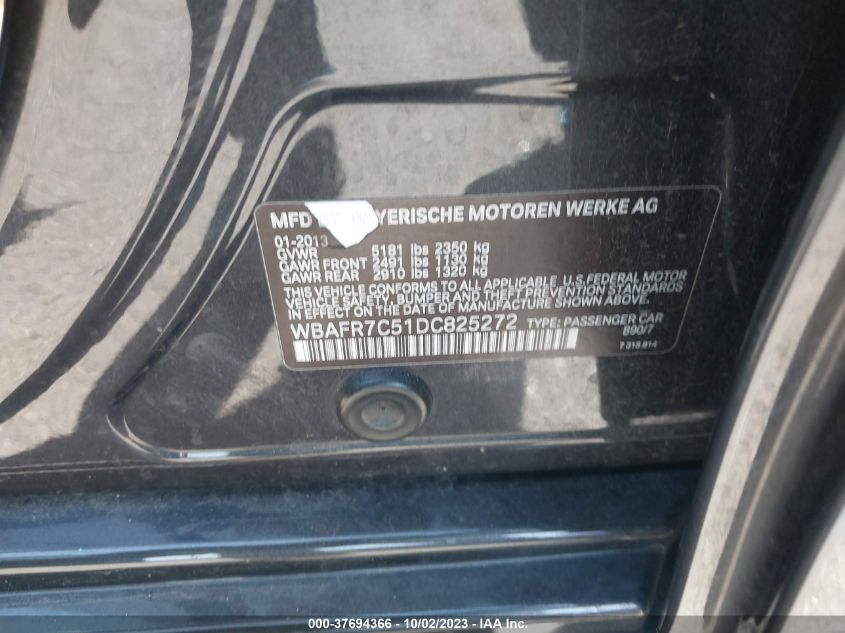 MFD BAYERISCHE MOTOREN WERKE AG
01-2013
GVWR 5181 lbs 2350 kg
GAWR FRONT 2491 lbs 1130 kg
GAWR REAR 2910 lbs 1320 kg
THIS VEHICLE CONFORMS TO ALL APPLICABLE U.S. FEDERAL MOTOR
VEHICLE SAFETY, BUMPER AND THEFT PREVENTION STANDARDS
IN EFFECT ON THE DATE OF MANUFACTURE SHOWN ABOVE.
WBAFR7C51DC825272 TYPE: PASSENGER CAR
B90/7
7 318 814
000-37694366 - 10/02/2023 - IAA Inc.